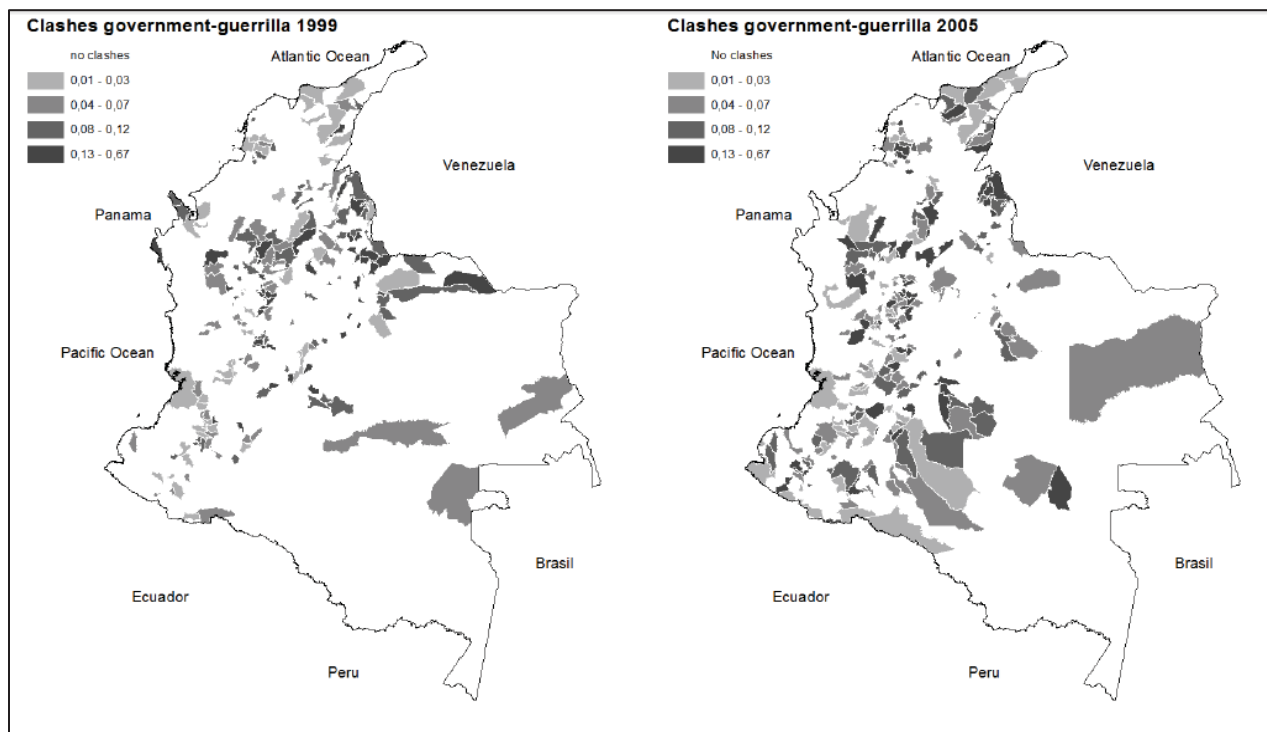 Clashes government-guerrilla 1999
no clashes
0,01 - 0,03
0,04 - 0,07
0,08 - 0,12
0,13 - 0,67
Atlantic Ocean
Venezuela
Panama
Pacific Ocean
Brasil
Ecuador
Peru
Clashes government-guerrilla 2005
No clashes
0,01 - 0,03
0,04 - 0,07
0,08 - 0,12
0,13 - 0,67
Atlantic Ocean
Venezuela
Panama
Pacific Ocean
Brasil
Ecuador
Peru